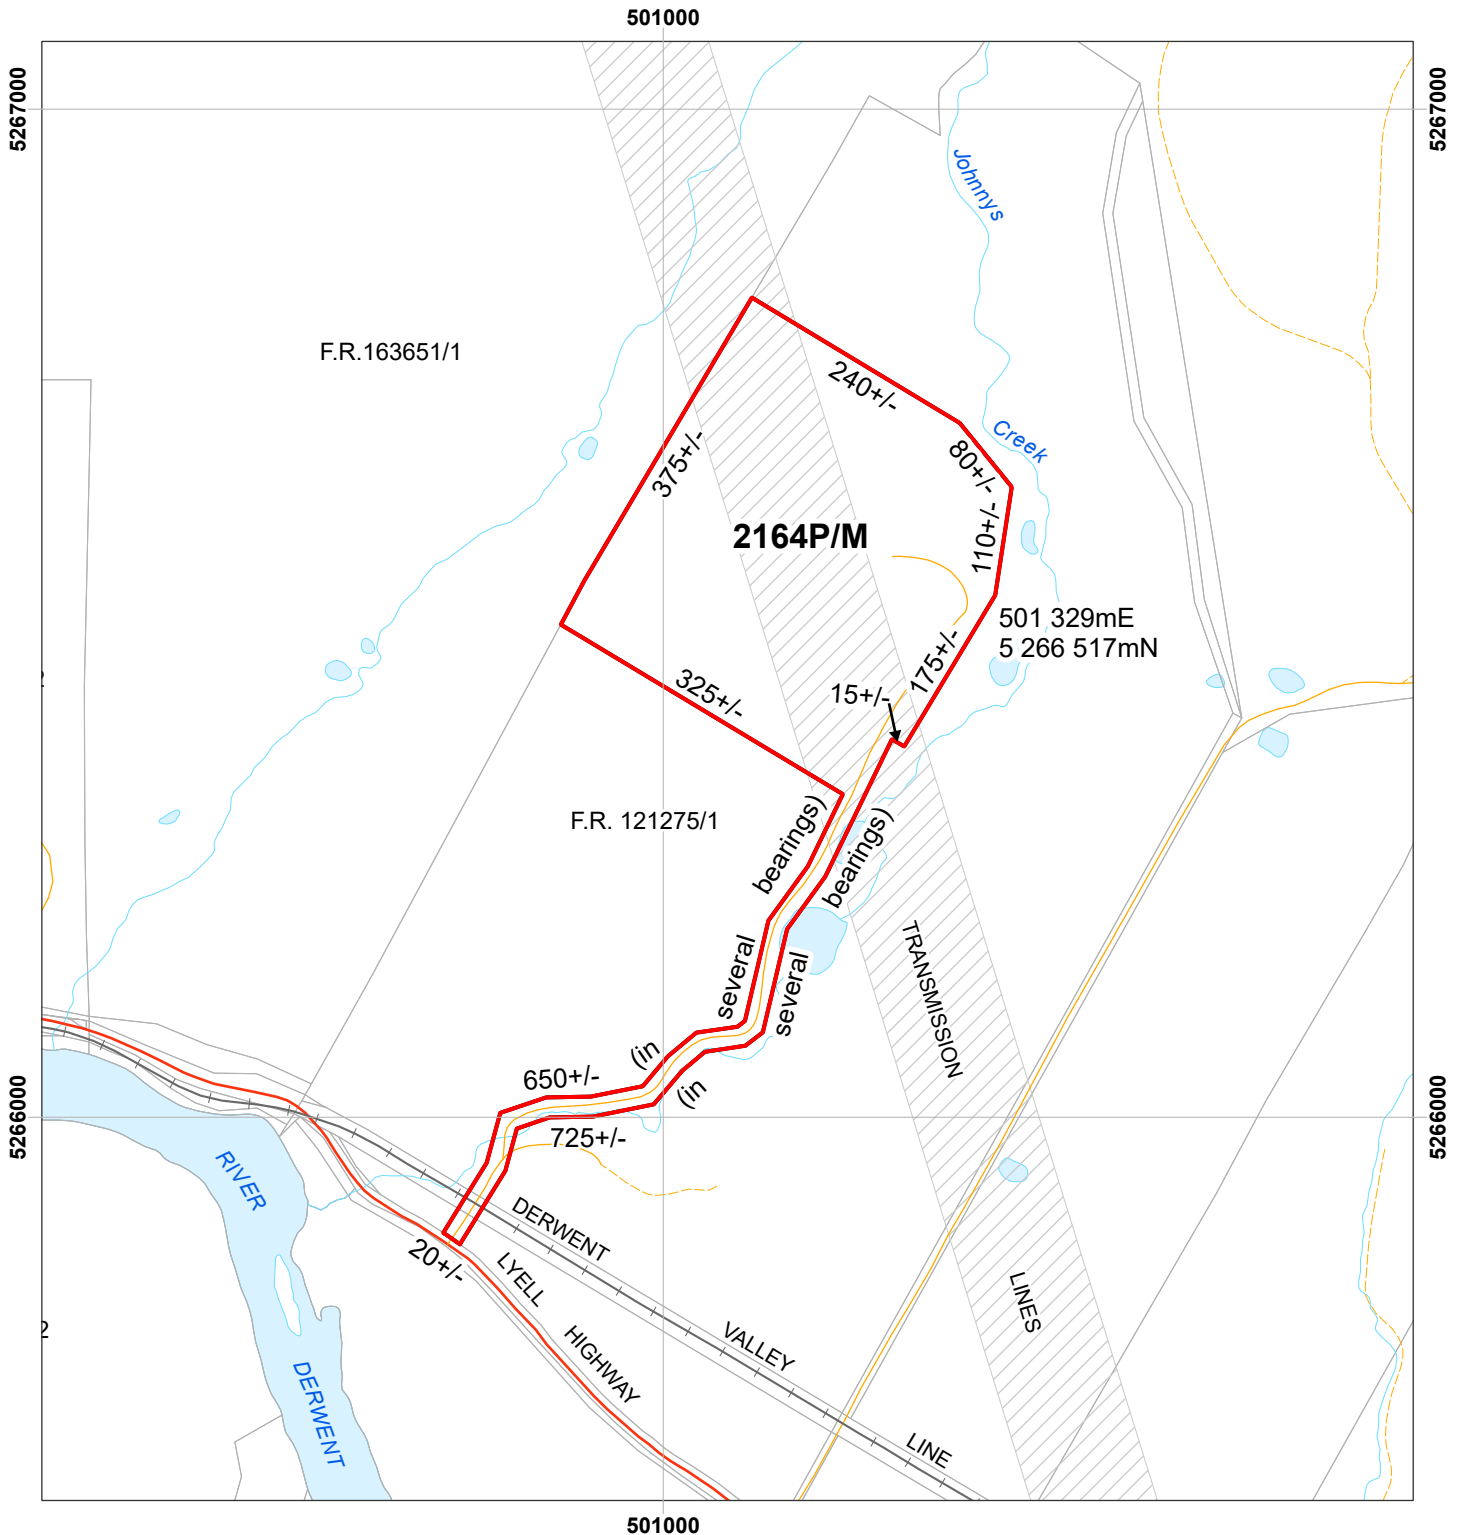 501000
5267000
5267000
Johnnys
F.R.163651/1
240+/-
Creek
80+/-
375+/-
110+/-
2164P/M
501 329mE
5 266 517mN
175+/-
15+/-
325+/-
F.R. 121275/1
bearings)
bearings)
several
several
TRANSMISSION
(in
(in
650+/-
725+/-
5266000
5266000
RIVER
DERWENT
20+/-
LYELL
LINES
VALLEY
HIGHWAY
DERWENT
LINE
501000